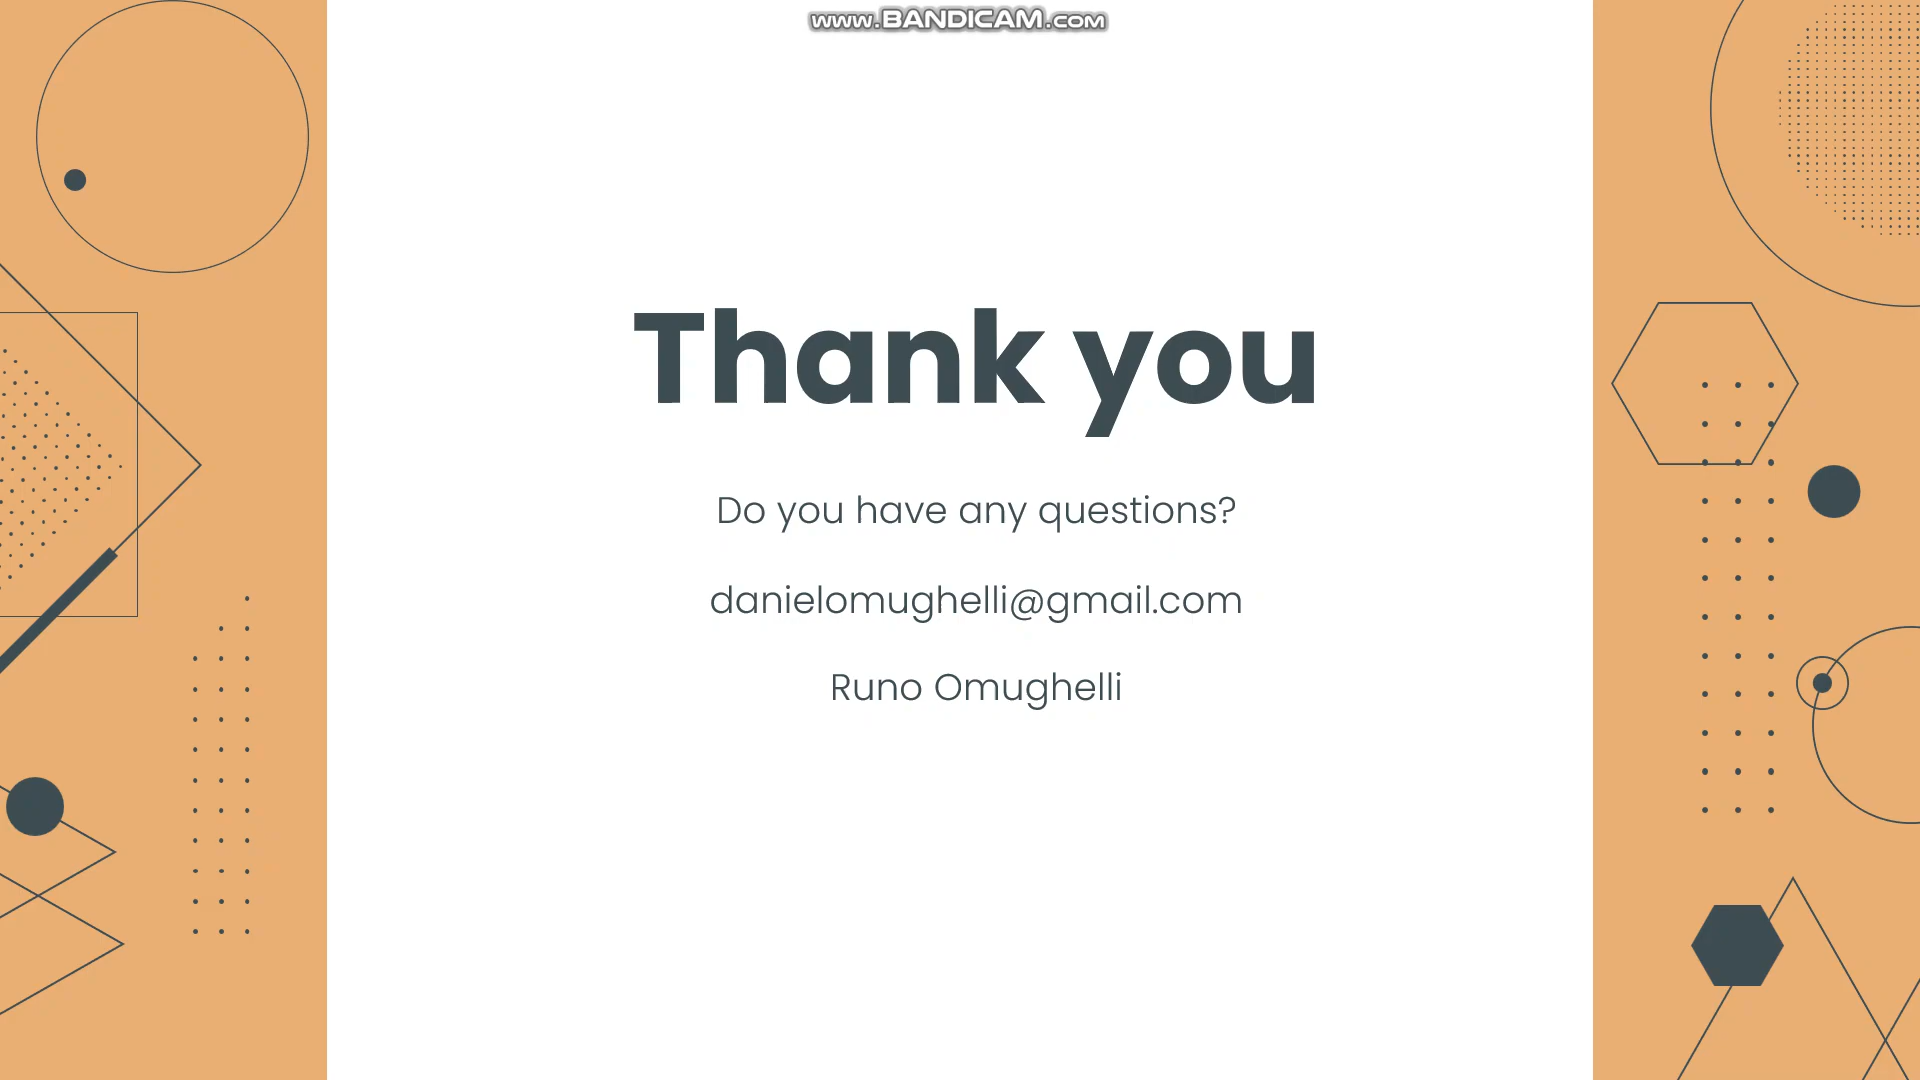 www.BANDICAM.com
Thank you
Do you have any questions?
danielomughelli@gmail.com
Runo Omughelli